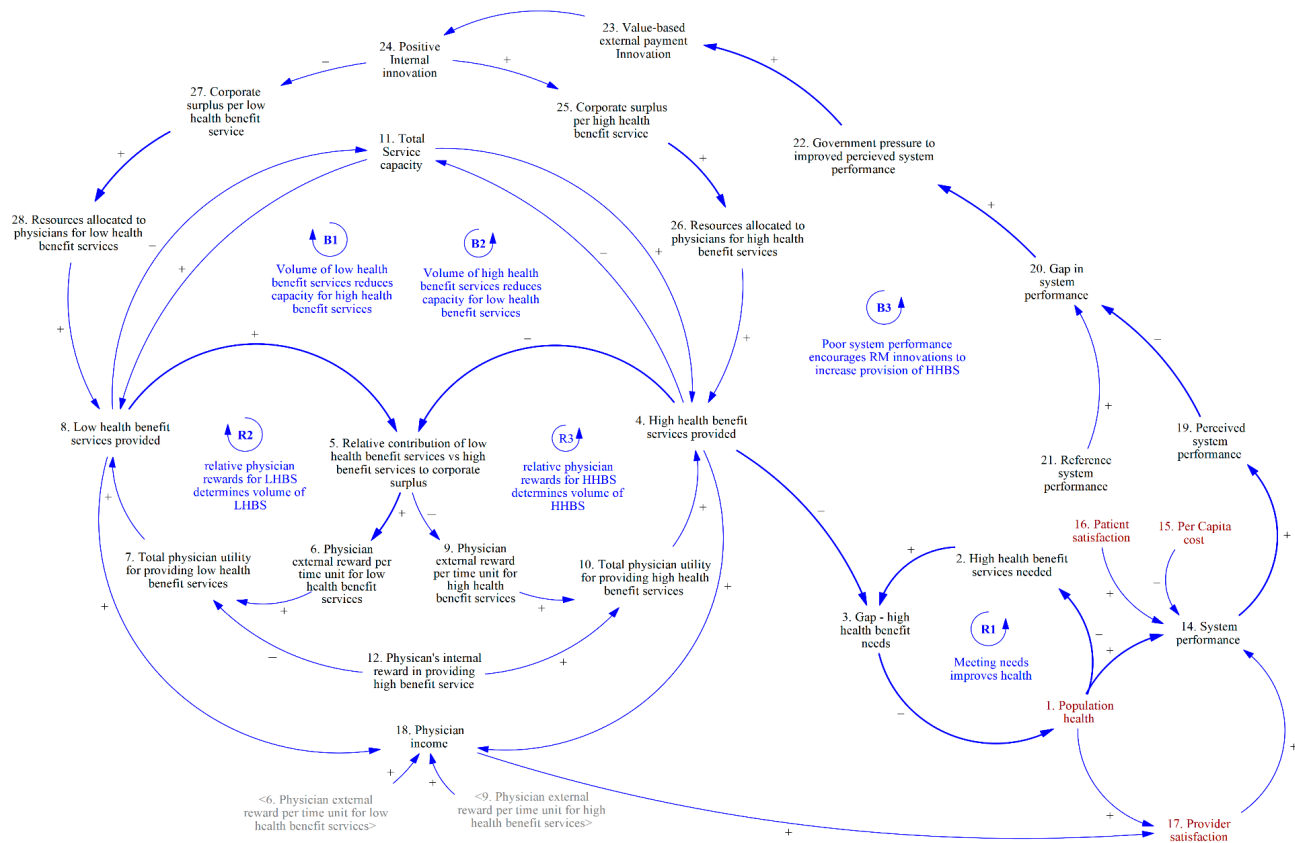 23. Value-based
external payment
Innovation
24. Positive
Internal
innovation
−
+
+
27. Corporate
surplus per low
health benefit
service
25. Corporate surplus
per high health
benefit service
11. Total
Service
capacity
22. Government pressure to
improved percieved system
performance
+
+
28. Resources allocated to
physicians for low health
benefit services
26. Resources allocated to
physicians for high health
benefit services
+
B1
B2
−
−
+
+
Volume of low health
benefit services reduces
capacity for high health
benefit services
Volume of high health
benefit services reduces
capacity for low health
benefit services
20. Gap in
system
performance
B3
Poor system performance
encourages RM innovations to
increase provision of HHBS
+
+
+
−
−
+
+
8. Low health benefit
services provided
R2
relative physician
rewards for LHBS
determines volume of
LHBS
5. Relative contribution of low
health benefit services vs high
benefit services to corporate
surplus
R3
relative physician
rewards for HHBS
determines volume of
HHBS
4. High health benefit
services provided
19. Perceived
system
performance
21. Reference
system
performance
+
+
−
+
+
7. Total physician utility
for providing low health
benefit services
6. Physician
external reward per
time unit for low
health benefit
services
9. Physician
external reward
per time unit for
high health
benefit services
10. Total physician utility
for providing high health
benefit services
16. Patient
satisfaction
15. Per Capita
cost
2. High health benefit
services needed
−
+
+
+
−
+
+
+
+
3. Gap - high
health benefit
needs
R1
Meeting needs
improves health
14. System
performance
−
+
12. Physican's internal
reward in providing
high benefit service
−
+
−
1. Population
health
18. Physician
income
+
+
<6. Physician external
reward per time unit for low
health benefit services>
<9. Physician external
reward per time unit for high
health benefit services>
+
+
+
17. Provider
satisfaction